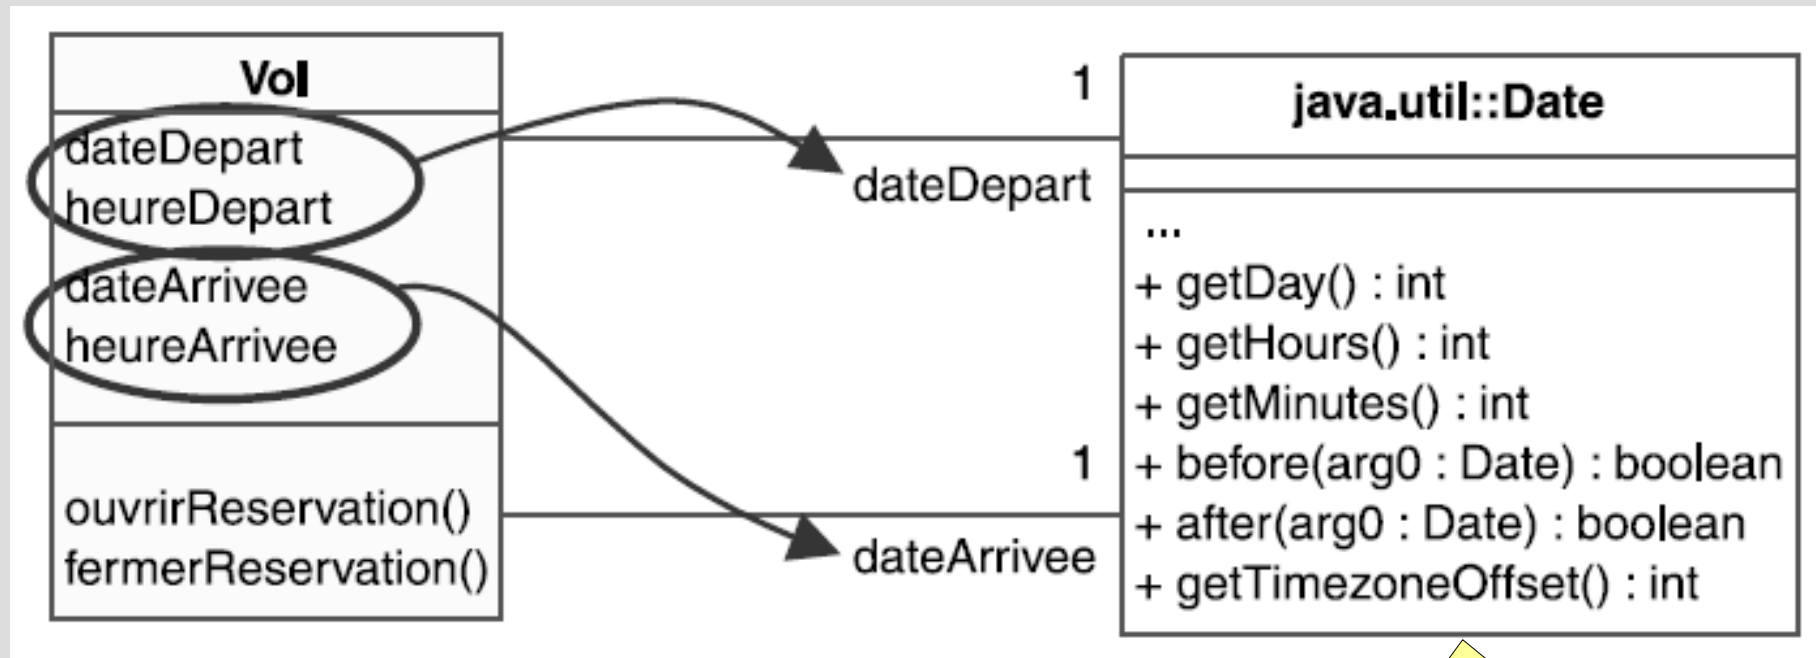 Vol
dateDepart
heureDepart
dateArrivee
heureArrivee
ouvrirReservation()
fermerReservation()
1
dateDepart
1
dateArrivee
java.util::Date
...
+ getDay() : int
+ getHours() : int
+ getMinutes() : int
+ before(arg0 : Date) : boolean
+ after(arg0 : Date) : boolean
+ getTimezoneOffset() : int